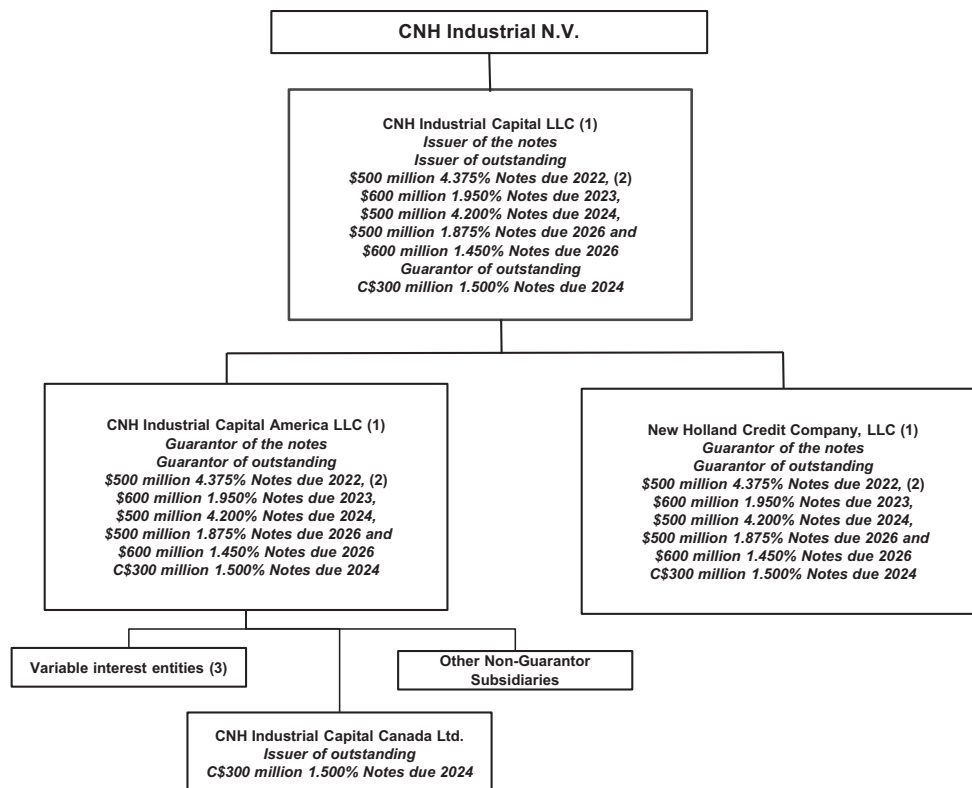 CNH Industrial N.V.
CNH Industrial Capital LLC (1)
Issuer of the notes
Issuer of outstanding
$500 million 4.375% Notes due 2022, (2)
$600 million 1.950% Notes due 2023,
$500 million 4.200% Notes due 2024,
$500 million 1.875% Notes due 2026 and
$600 million 1.450% Notes due 2026
Guarantor of outstanding
C$300 million 1.500% Notes due 2024
CNH Industrial Capital America LLC (1)
Guarantor of the notes
Guarantor of outstanding
$500 million 4.375% Notes due 2022, (2)
$600 million 1.950% Notes due 2023,
$500 million 4.200% Notes due 2024,
$500 million 1.875% Notes due 2026 and
$600 million 1.450% Notes due 2026
C$300 million 1.500% Notes due 2024
New Holland Credit Company, LLC (1)
Guarantor of the notes
Guarantor of outstanding
$500 million 4.375% Notes due 2022, (2)
$600 million 1.950% Notes due 2023,
$500 million 4.200% Notes due 2024,
$500 million 1.875% Notes due 2026 and
$600 million 1.450% Notes due 2026
C$300 million 1.500% Notes due 2024
Variable interest entities (3)
Other Non-Guarantor
Subsidiaries
CNH Industrial Capital Canada Ltd.
Issuer of outstanding
C$300 million 1.500% Notes due 2024